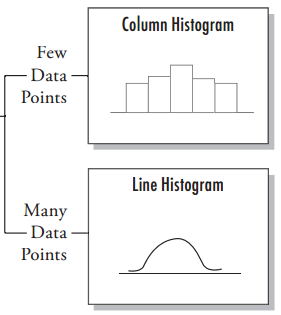 Column Histogram
Few
Data
Points
Line Histogram
Many
Data
Points